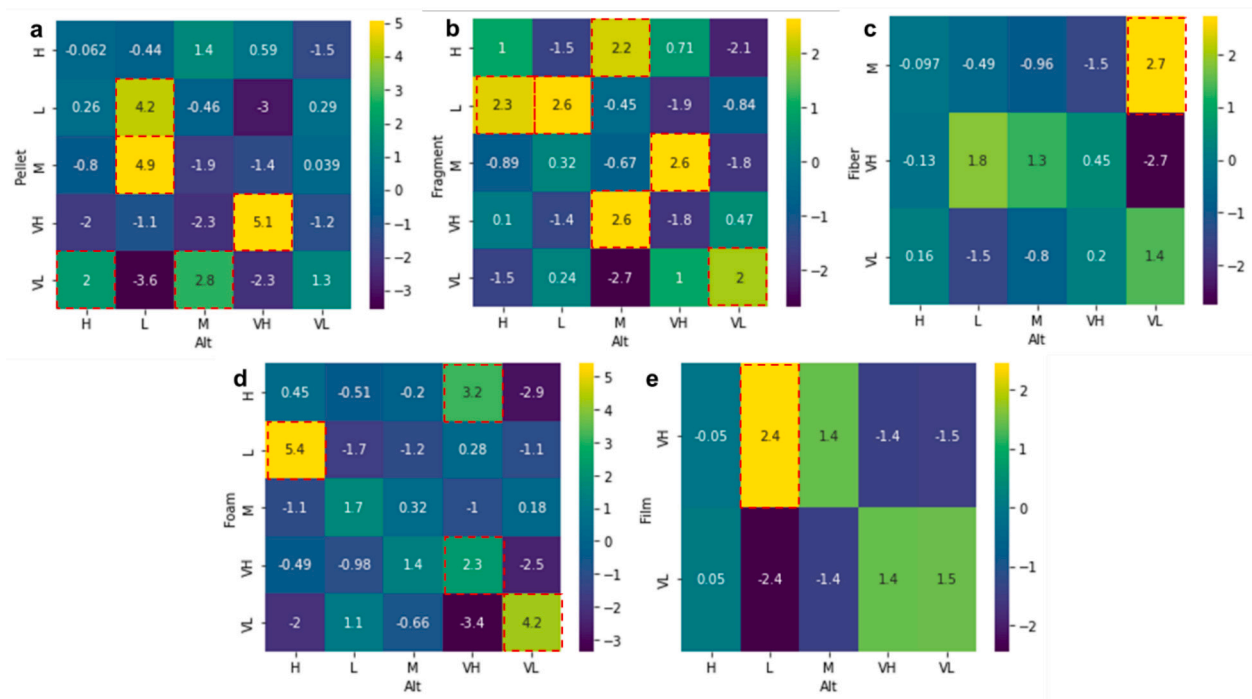 a
Pellet
H -0.062 -0.44 1.4 0.59 -1.5
L 0.26 4.2 -0.46 -3 0.29
M -0.8 4.9 -1.9 -1.4 0.039
VH -2 -1.1 -2.3 5.1 -1.2
VL 2 -3.6 2.8 -2.3 1.3
H L M VH VL
Alt
5
4
3
2
1
0
−1
−2
−3
b
Fragment
H 1 -1.5 2.2 0.71 -2.1
L 2.3 2.6 -0.45 -1.9 -0.84
M -0.89 0.32 -0.67 2.6 -1.8
VH 0.1 -1.4 2.6 -1.8 0.47
VL -1.5 0.24 -2.7 1 2
H L M VH VL
Alt
2
1
0
−1
−2
c
Fiber
M -0.097 -0.49 -0.96 -1.5 2.7
VH -0.13 1.8 1.3 0.45 -2.7
VL 0.16 -1.5 -0.8 0.2 1.4
H L M VH VL
Alt
2
1
0
−1
−2
d
Foam
H 0.45 -0.51 -0.2 3.2 -2.9
L 5.4 -1.7 -1.2 0.28 -1.1
M -1.1 1.7 0.32 -1 0.18
VH -0.49 -0.98 1.4 2.3 -2.5
VL -2 1.1 -0.66 -3.4 4.2
H L M VH VL
Alt
5
4
3
2
1
0
−1
−2
−3
e
Film
VH -0.05 2.4 1.4 -1.4 -1.5
VL 0.05 -2.4 -1.4 1.4 1.5
H L M VH VL
Alt
2
1
0
−1
−2